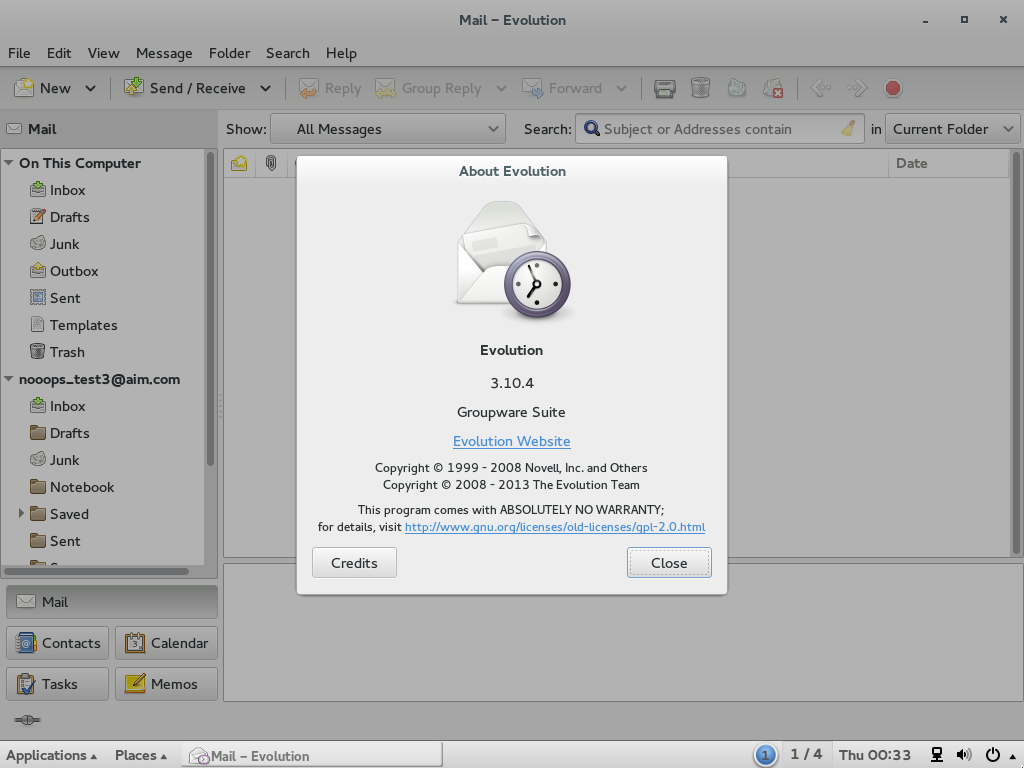 Mail – Evolution
File Edit View Message Folder Search Help
New Send / Receive Reply Group Reply Forward
Mail Show: All Messages Search: Subject or Addresses contain in Current Folder
On This Computer
Date
Inbox
Drafts
Junk
Outbox
Sent
Templates
Trash
nooops_test3@aim.com
Inbox
Drafts
Junk
Notebook
Saved
Sent
About Evolution
Evolution
3.10.4
Groupware Suite
Evolution Website
Copyright © 1999 - 2008 Novell, Inc. and Others
Copyright © 2008 - 2013 The Evolution Team
This program comes with ABSOLUTELY NO WARRANTY;
for details, visit http://www.gnu.org/licenses/old-licenses/gpl-2.0.html
Credits Close
Mail
Contacts Calendar
Tasks Memos
Applications Places Mail – Evolution 1 1 / 4 Thu 00:33